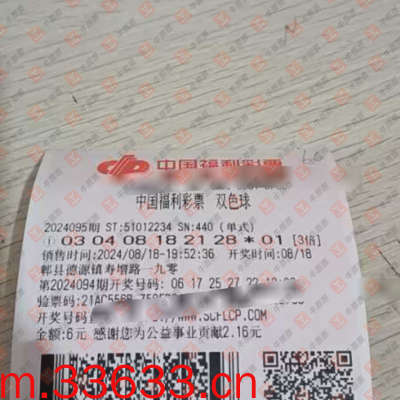 中国福利彩票
中国福利彩票 双色球
2024095期 ST:51012234 SN:440 (单式)
① 03 04 08 18 21 28 * 01 [3倍]
销售时间:2024/08/18-19:52:36 开奖时间:08/18
郫县德源镇寿增路一九零
第2024094期开奖号码: 06 17 25 27
验票码:
开奖号码 .SCFLCP.COM
金额:6元 感谢您为公益事业贡献2.16元
m.33633.cn